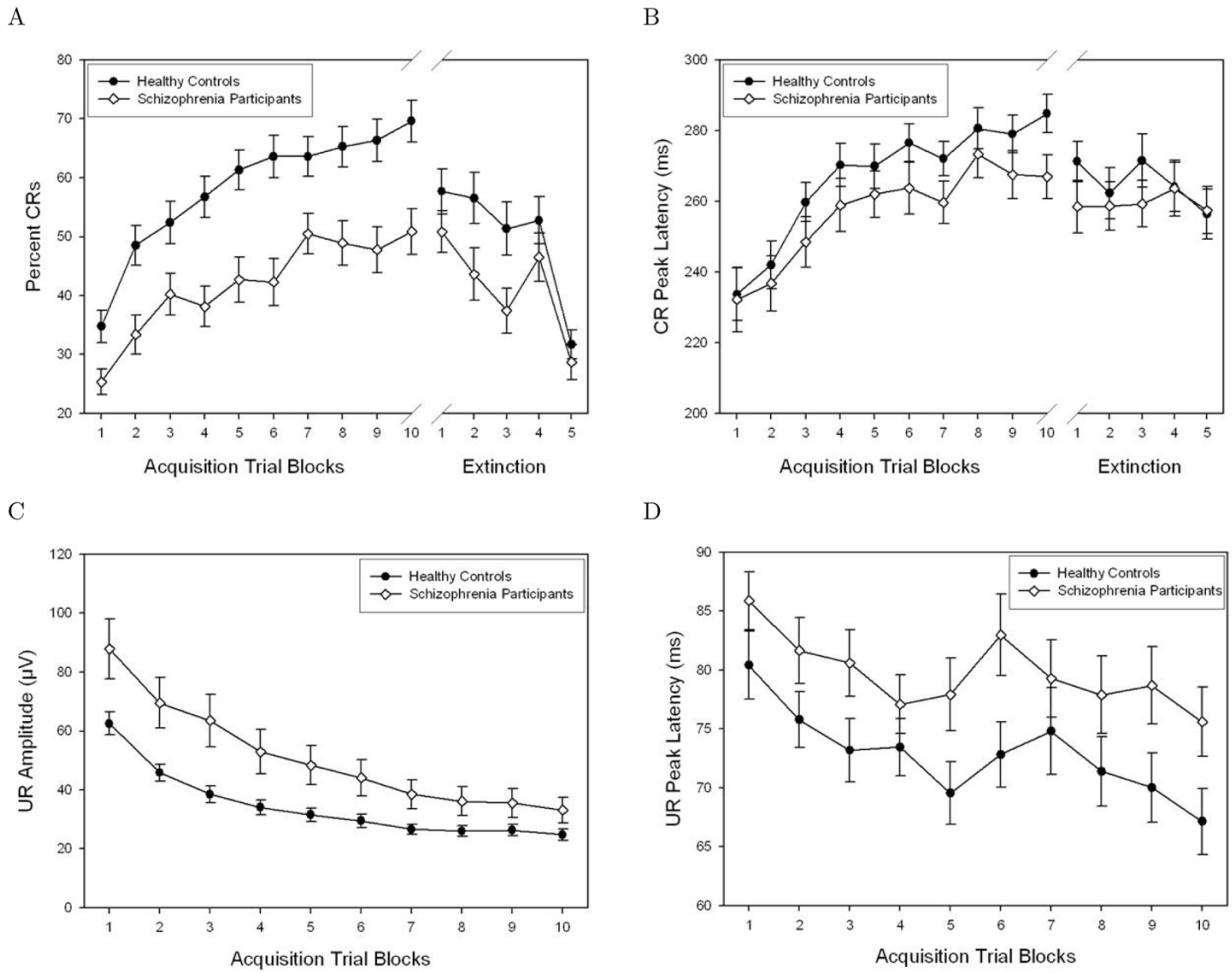 A
80
70
60
50
40
30
20
Percent CRs
Healthy Controls
Schizophrenia Participants
1 2 3 4 5 6 7 8 9 10 1 2 3 4 5
Acquisition Trial Blocks Extinction
B
300
280
260
240
220
200
CR Peak Latency (ms)
Healthy Controls
Schizophrenia Participants
1 2 3 4 5 6 7 8 9 10 1 2 3 4 5
Acquisition Trial Blocks Extinction
C
120
100
80
60
40
20
0
UR Amplitude (µV)
Healthy Controls
Schizophrenia Participants
1 2 3 4 5 6 7 8 9 10
Acquisition Trial Blocks
D
90
85
80
75
70
65
60
UR Peak Latency (ms)
Healthy Controls
Schizophrenia Participants
1 2 3 4 5 6 7 8 9 10
Acquisition Trial Blocks